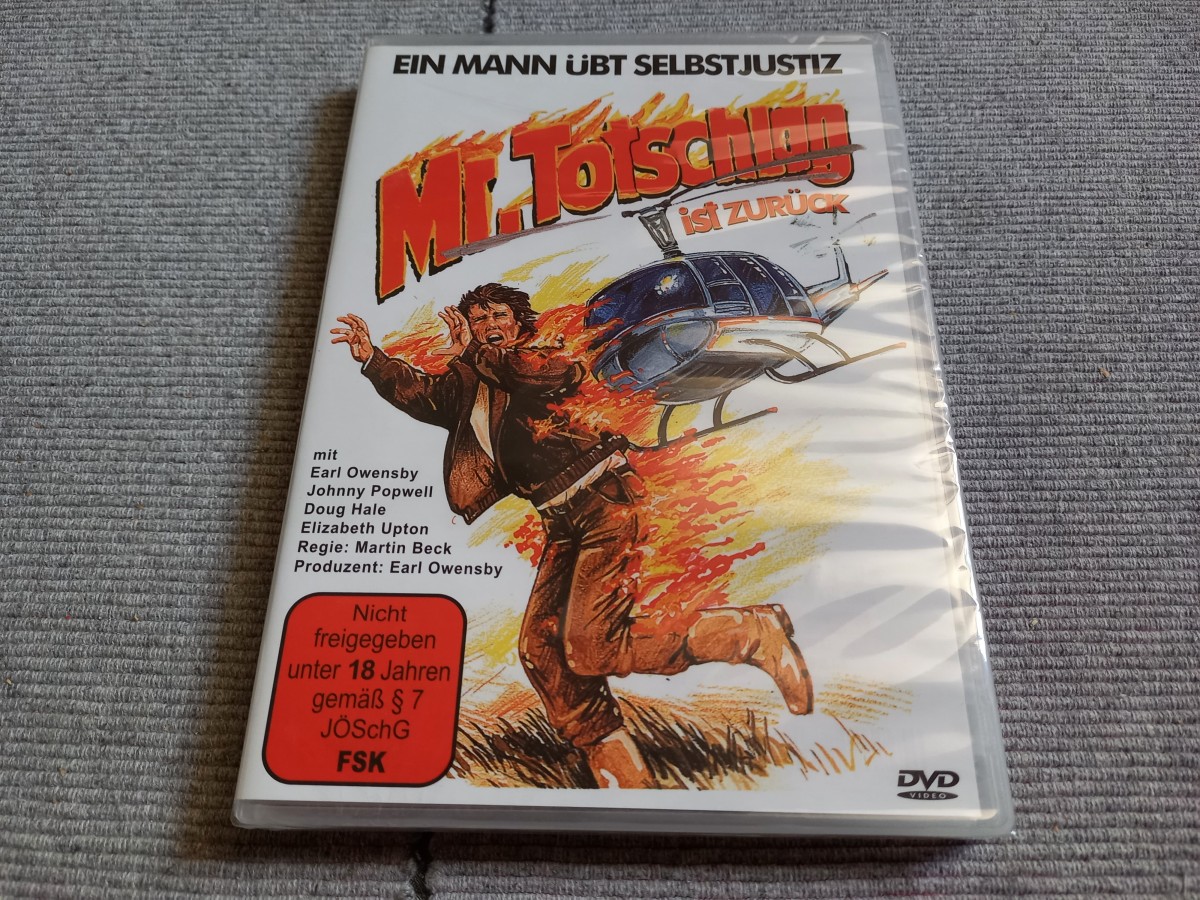 EIN MANN ÜBT SELBSTJUSTIZ
Mr. Totschlag
ist ZURÜCK
mit
Earl Owensby
Johnny Popwell
Doug Hale
Elizabeth Upton
Regie: Martin Beck
Produzent: Earl Owensby
Nicht
freigegeben
unter 18 Jahren
gemäß § 7
JÖSchG
FSK
DVD
VIDEO